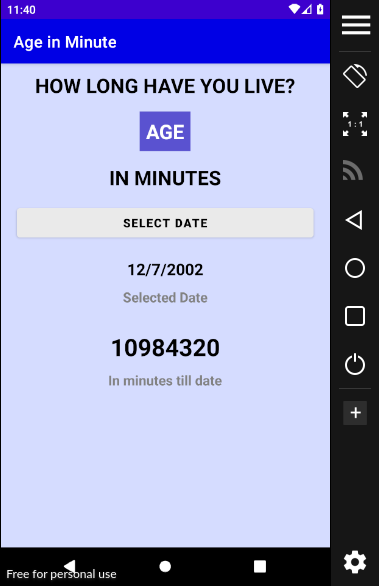 11:40
Age in Minute
HOW LONG HAVE YOU LIVE?
AGE
IN MINUTES
SELECT DATE
12/7/2002
Selected Date
10984320
In minutes till date
Free for personal use
1 : 1